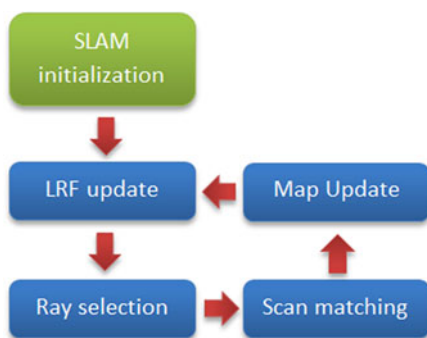 SLAM
initialization
LRF update
Map Update
Ray selection
Scan matching